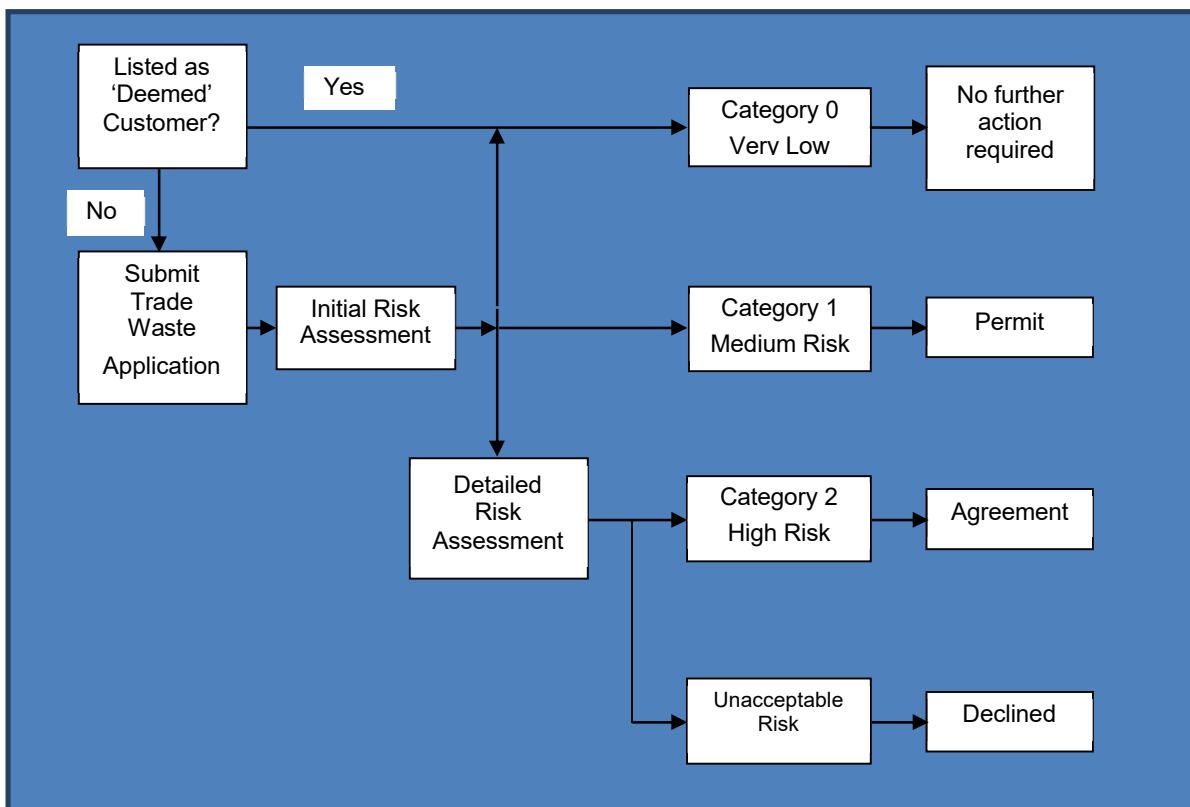 Listed as
‘Deemed’
Customer?
Yes
Category 0
Very Low
No further
action
required
No
Submit
Trade
Waste
Application
Initial Risk
Assessment
Category 1
Medium Risk
Permit
Detailed
Risk
Assessment
Category 2
High Risk
Agreement
Unacceptable
Risk
Declined